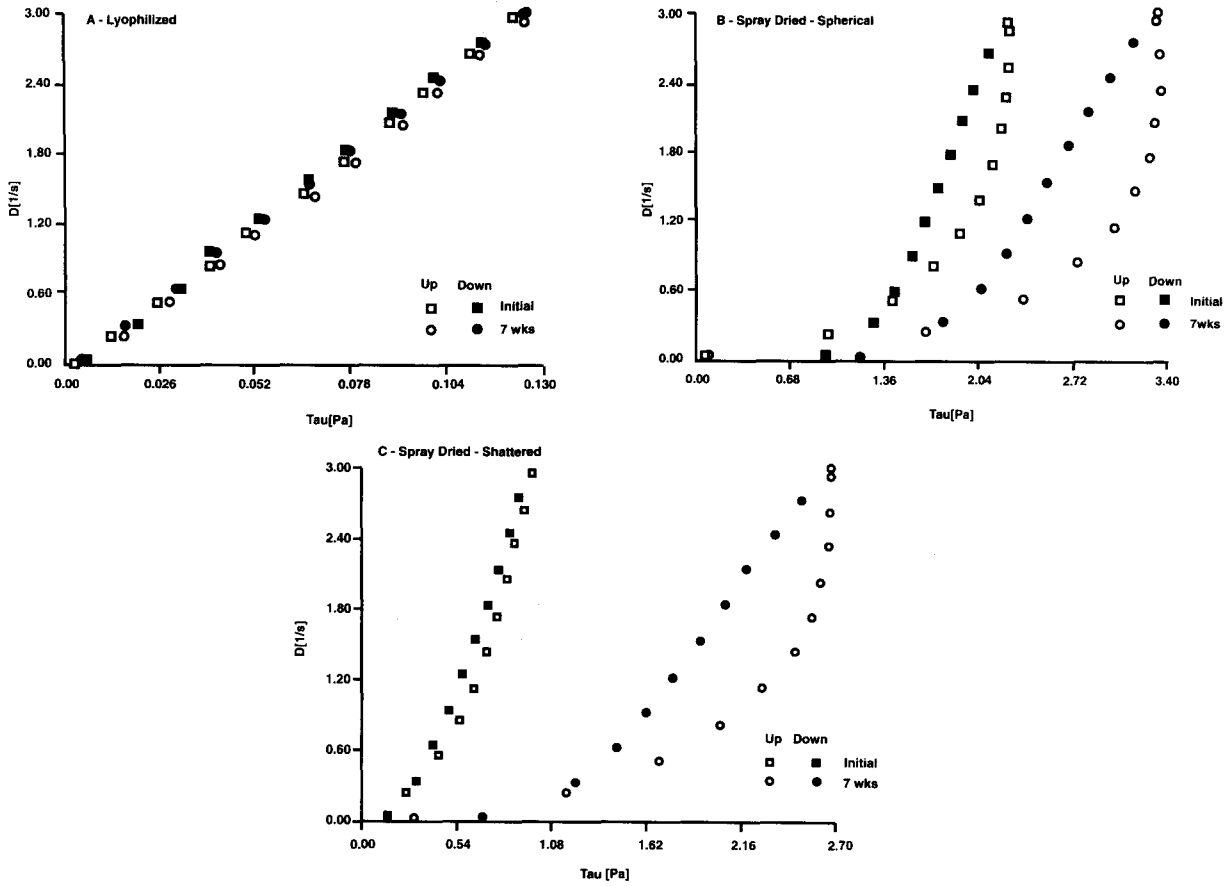 A - Lyophilized
3.00
2.40
1.80
1.20
0.60
0.00
D[1/s]
0.00 0.026 0.052 0.078 0.104 0.130
Tau[Pa]
Up Down
Initial
7 wks
B - Spray Dried - Spherical
3.00
2.40
1.80
1.20
0.60
0.00
D[1/s]
0.00 0.68 1.36 2.04 2.72 3.40
Tau[Pa]
Up Down
Initial
7wks
C - Spray Dried - Shattered
3.00
2.40
1.80
1.20
0.60
0.00
D[1/s]
0.00 0.54 1.08 1.62 2.16 2.70
Tau [Pa]
Up Down
Initial
7 wks